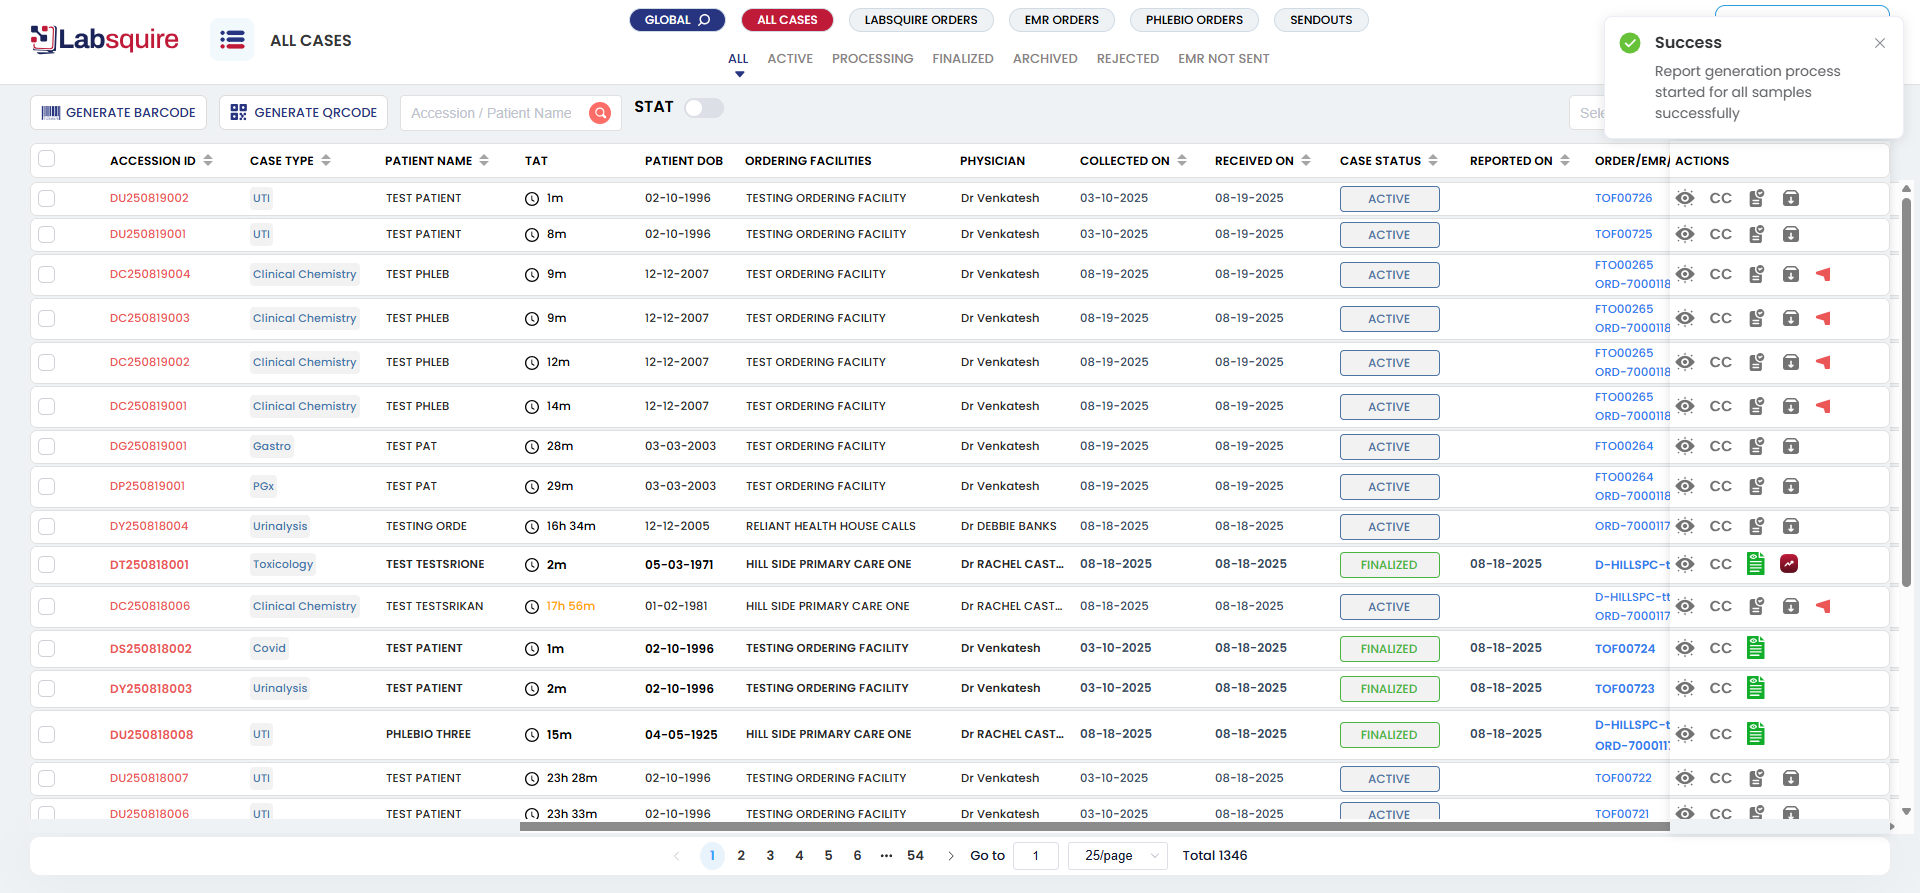 Labsquire
ALL CASES
GLOBAL
ALL CASES
LABSQUIRE ORDERS
EMR ORDERS
PHLEBIO ORDERS
SENDOUTS
ALL
ACTIVE
PROCESSING
FINALIZED
ARCHIVED
REJECTED
EMR NOT SENT
Success
Report generation process
started for all samples
successfully
GENERATE BARCODE
GENERATE QRCODE
Accession / Patient Name
STAT
ACCESSION ID CASE TYPE PATIENT NAME TAT PATIENT DOB ORDERING FACILITIES PHYSICIAN COLLECTED ON RECEIVED ON CASE STATUS REPORTED ON ORDER/EMR/ ACTIONS
DU250819002 UTI TEST PATIENT 1m 02-10-1996 TESTING ORDERING FACILITY Dr Venkatesh 03-10-2025 08-19-2025 ACTIVE TOF00726 CC
DU250819001 UTI TEST PATIENT 8m 02-10-1996 TESTING ORDERING FACILITY Dr Venkatesh 03-10-2025 08-19-2025 ACTIVE TOF00725 CC
DC250819004 Clinical Chemistry TEST PHLEB 9m 12-12-2007 TEST ORDERING FACILITY Dr Venkatesh 08-19-2025 08-19-2025 ACTIVE FTO00265 CC
ORD-7000118
DC250819003 Clinical Chemistry TEST PHLEB 9m 12-12-2007 TEST ORDERING FACILITY Dr Venkatesh 08-19-2025 08-19-2025 ACTIVE FTO00265 CC
ORD-7000118
DC250819002 Clinical Chemistry TEST PHLEB 12m 12-12-2007 TEST ORDERING FACILITY Dr Venkatesh 08-19-2025 08-19-2025 ACTIVE FTO00265 CC
ORD-7000118
DC250819001 Clinical Chemistry TEST PHLEB 14m 12-12-2007 TEST ORDERING FACILITY Dr Venkatesh 08-19-2025 08-19-2025 ACTIVE FTO00265 CC
ORD-7000118
DG250819001 Gastro TEST PAT 28m 03-03-2003 TEST ORDERING FACILITY Dr Venkatesh 08-19-2025 08-19-2025 ACTIVE FTO00264 CC
DP250819001 PGx TEST PAT 29m 03-03-2003 TEST ORDERING FACILITY Dr Venkatesh 08-19-2025 08-19-2025 ACTIVE FTO00264 CC
ORD-7000118
DY250818004 Urinalysis TESTING ORDE 16h 34m 12-12-2005 RELIANT HEALTH HOUSE CALLS Dr DEBBIE BANKS 08-18-2025 08-18-2025 ACTIVE ORD-7000117 CC
DT250818001 Toxicology TEST TESTSRIONE 2m 05-03-1971 HILL SIDE PRIMARY CARE ONE Dr RACHEL CAST... 08-18-2025 08-18-2025 FINALIZED 08-18-2025 D-HILLSPC-t CC
DC250818006 Clinical Chemistry TEST TESTSRIKAN 17h 56m 01-02-1981 HILL SIDE PRIMARY CARE ONE Dr RACHEL CAST... 08-18-2025 08-18-2025 ACTIVE D-HILLSPC-tt CC
ORD-7000117
DS250818002 Covid TEST PATIENT 1m 02-10-1996 TESTING ORDERING FACILITY Dr Venkatesh 03-10-2025 08-18-2025 FINALIZED 08-18-2025 TOF00724 CC
DY250818003 Urinalysis TEST PATIENT 2m 02-10-1996 TESTING ORDERING FACILITY Dr Venkatesh 03-10-2025 08-18-2025 FINALIZED 08-18-2025 TOF00723 CC
DU250818008 UTI PHLEBIO THREE 15m 04-05-1925 HILL SIDE PRIMARY CARE ONE Dr RACHEL CAST... 08-18-2025 08-18-2025 FINALIZED 08-18-2025 D-HILLSPC-t CC
ORD-7000117
DU250818007 UTI TEST PATIENT 23h 28m 02-10-1996 TESTING ORDERING FACILITY Dr Venkatesh 03-10-2025 08-18-2025 ACTIVE TOF00722 CC
DU250818006 UTI TEST PATIENT 23h 33m 02-10-1996 TESTING ORDERING FACILITY Dr Venkatesh 03-10-2025 08-18-2025 ACTIVE TOF00721 CC
1 2 3 4 5 6 ••• 54 Go to 1 25/page Total 1346